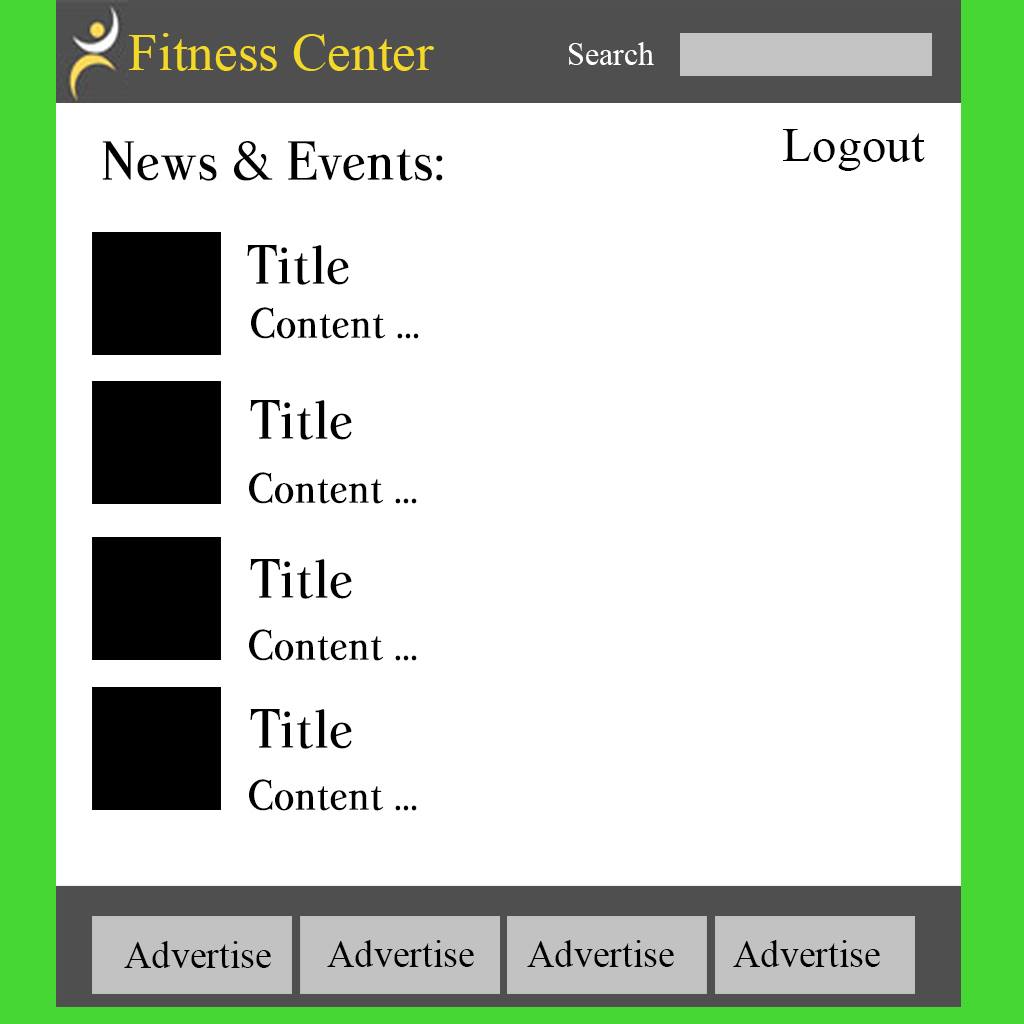 Fitness Center
Search
Logout
News & Events:
Title
Content ...
Title
Content ...
Title
Content ...
Title
Content ...
Advertise
Advertise
Advertise
Advertise